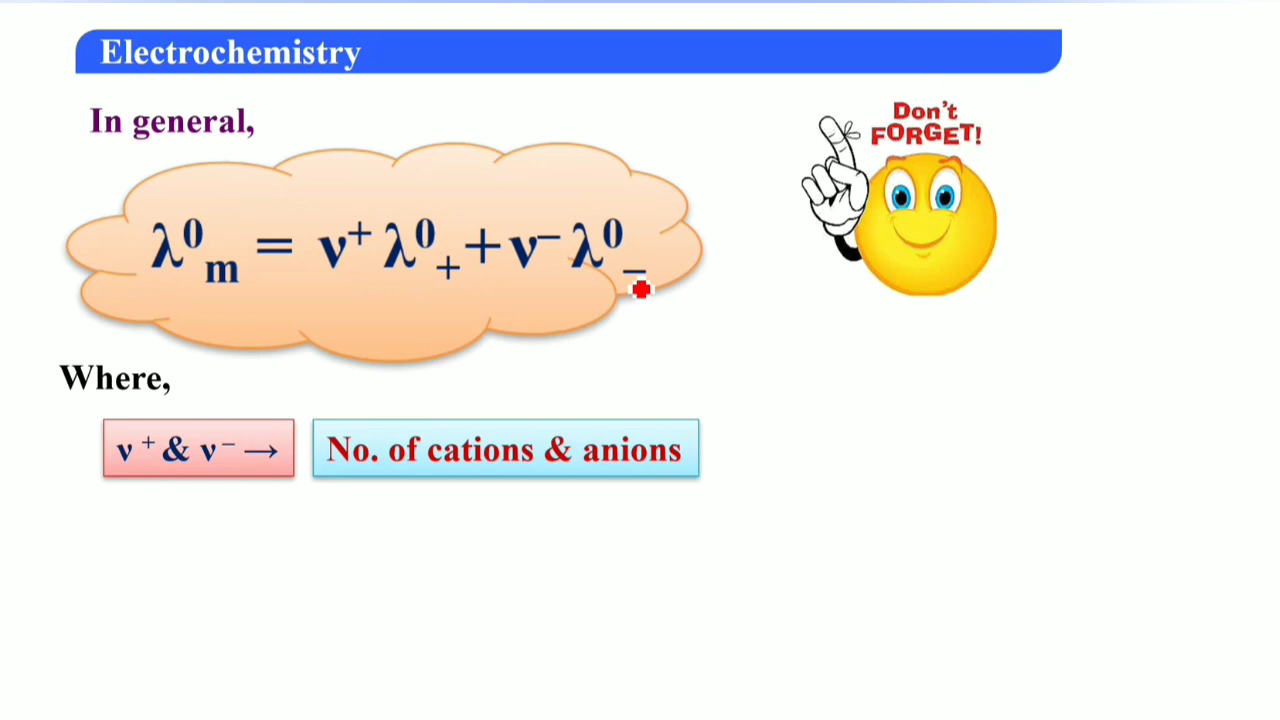 Electrochemistry
In general,
Don't
FORGET!
λ⁰ₘ = ν⁺ λ⁰₊ + ν⁻ λ⁰₋
Where,
ν ⁺ & ν ⁻ → No. of cations & anions